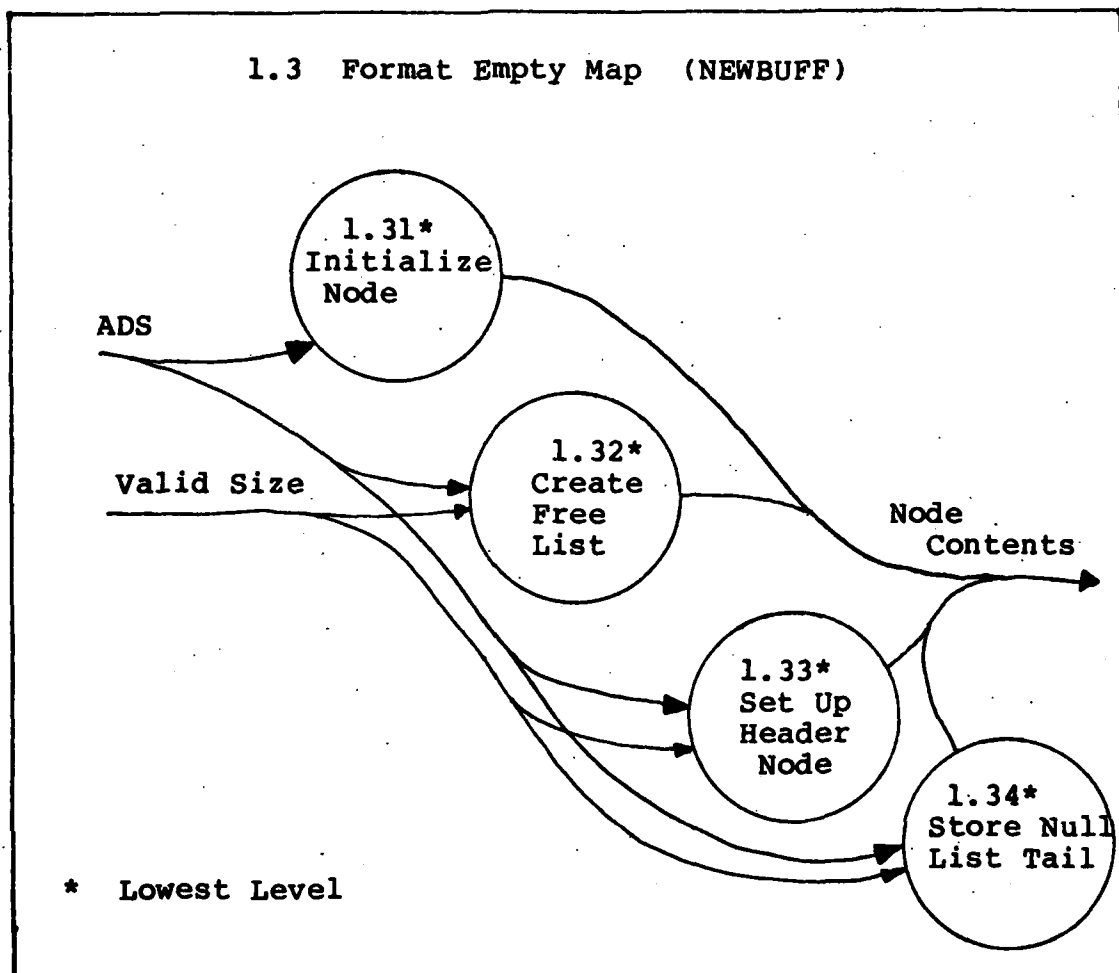 1.3 Format Empty Map (NEWBUFF)
1.31*
Initialize
Node
ADS
1.32*
Create
Free
List
Valid Size
Node
Contents
1.33*
Set Up
Header
Node
1.34*
Store Null
List Tail
* Lowest Level